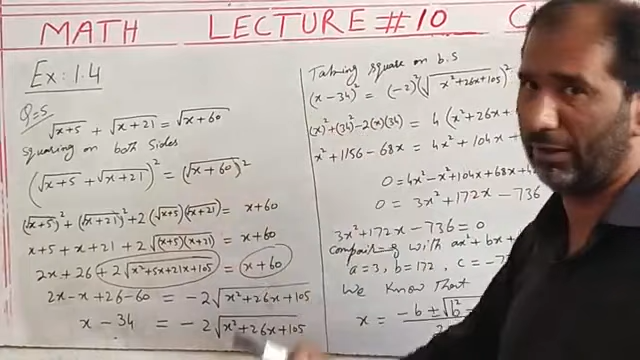 MATH LECTURE #10 C
Ex: 1.4
Q=5
√x+5 + √x+21 = √x+60
squaring on both sides
(√x+5 + √x+21)² = (√x+60)²
(√x+5)² + (√x+21)² + 2(√x+5)(√x+21) = x+60
x+5 + x+21 + 2√(x+5)(x+21) = x+60
2x+26 + 2√x²+5x+21x+105 = x+60
2x-x+26-60 = -2√x²+26x+105
x-34 = -2√x²+26x+105
Taking square on b.s
(x-34)² = (-2)²(√x²+26x+105)²
(x)²+(34)²-2(x)(34) = 4(x²+26x+
x²+1156-68x = 4x²+104x+
0=4x²-x²+104x+68x+4
0 = 3x²+172x-736
3x²+172x-736=0
compairing with ax²+bx+
a=3, b=172, c=-7
We know that
x = -b±√b²